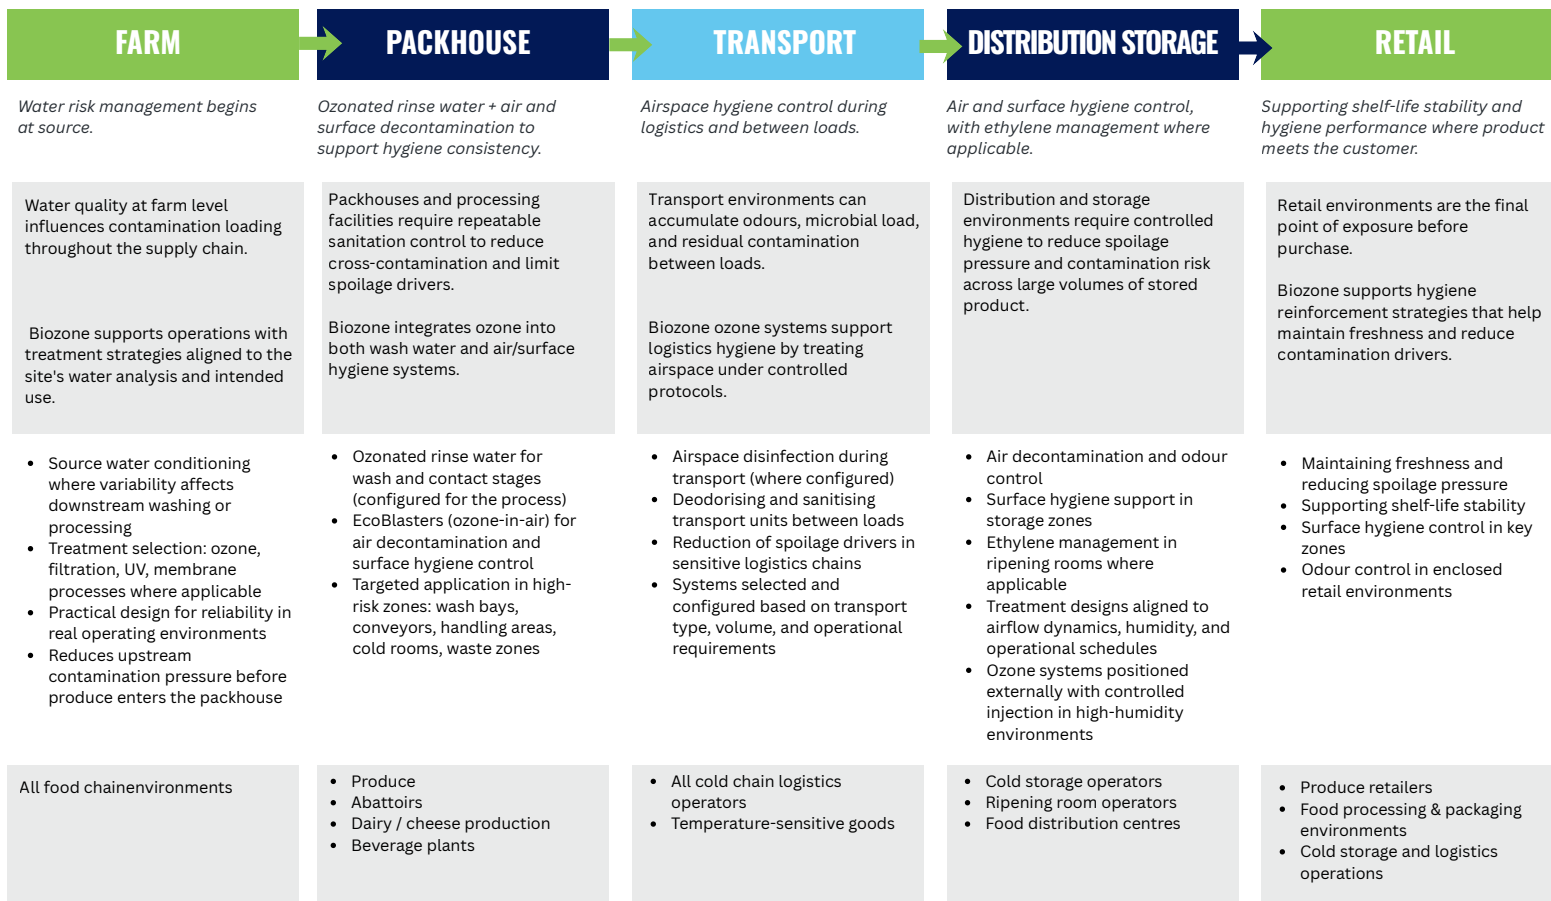 FARM
PACKHOUSE
TRANSPORT
DISTRIBUTION STORAGE
RETAIL
Water risk management begins
at source.
Ozonated rinse water + air and
surface decontamination to
support hygiene consistency.
Airspace hygiene control during
logistics and between loads.
Air and surface hygiene control,
with ethylene management where
applicable.
Supporting shelf-life stability and
hygiene performance where product
meets the customer.
Water quality at farm level
influences contamination loading
throughout the supply chain.
Biozone supports operations with
treatment strategies aligned to the
site's water analysis and intended
use.
Packhouses and processing
facilities require repeatable
sanitation control to reduce
cross-contamination and limit
spoilage drivers.
Biozone integrates ozone into
both wash water and air/surface
hygiene systems.
Transport environments can
accumulate odours, microbial load,
and residual contamination
between loads.
Biozone ozone systems support
logistics hygiene by treating
airspace under controlled
protocols.
Distribution and storage
environments require controlled
hygiene to reduce spoilage
pressure and contamination risk
across large volumes of stored
product.
Retail environments are the final
point of exposure before
purchase.
Biozone supports hygiene
reinforcement strategies that help
maintain freshness and reduce
contamination drivers.
• Source water conditioning
where variability affects
downstream washing or
processing
• Treatment selection: ozone,
filtration, UV, membrane
processes where applicable
• Practical design for reliability in
real operating environments
• Reduces upstream
contamination pressure before
produce enters the packhouse
• Ozonated rinse water for
wash and contact stages
(configured for the process)
• EcoBlasters (ozone-in-air) for
air decontamination and
surface hygiene control
• Targeted application in high-
risk zones: wash bays,
conveyors, handling areas,
cold rooms, waste zones
• Airspace disinfection during
transport (where configured)
• Deodorising and sanitising
transport units between loads
• Reduction of spoilage drivers in
sensitive logistics chains
• Systems selected and
configured based on transport
type, volume, and operational
requirements
• Air decontamination and odour
control
• Surface hygiene support in
storage zones
• Ethylene management in
ripening rooms where
applicable
• Treatment designs aligned to
airflow dynamics, humidity, and
operational schedules
• Ozone systems positioned
externally with controlled
injection in high-humidity
environments
• Maintaining freshness and
reducing spoilage pressure
• Supporting shelf-life stability
• Surface hygiene control in key
zones
• Odour control in enclosed
retail environments
All food chainenvironments
• Produce
• Abattoirs
• Dairy / cheese production
• Beverage plants
• All cold chain logistics
operators
• Temperature-sensitive goods
• Cold storage operators
• Ripening room operators
• Food distribution centres
• Produce retailers
• Food processing & packaging
environments
• Cold storage and logistics
operations